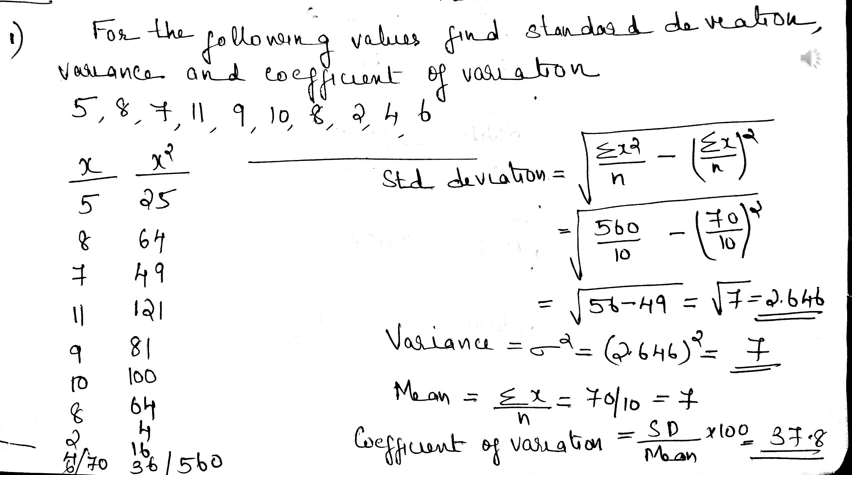 1) For the following values find standard deviation,
variance and coefficient of variation
5, 8, 7, 11, 9, 10, 8, 2, 4, 6
x x²
5 25
8 64
7 49
11 121
9 81
10 100
8 64
2 4
4 16
6/70 36/560
Std deviation = √(Σx²/n − (Σx/n)²)
= √(560/10 − (70/10)²)
= √(56−49) = √7 = 2.646
Variance = σ² = (2.646)² = 7
Mean = Σx/n = 70/10 = 7
Coefficient of variation = SD/Mean ×100 = 37.8